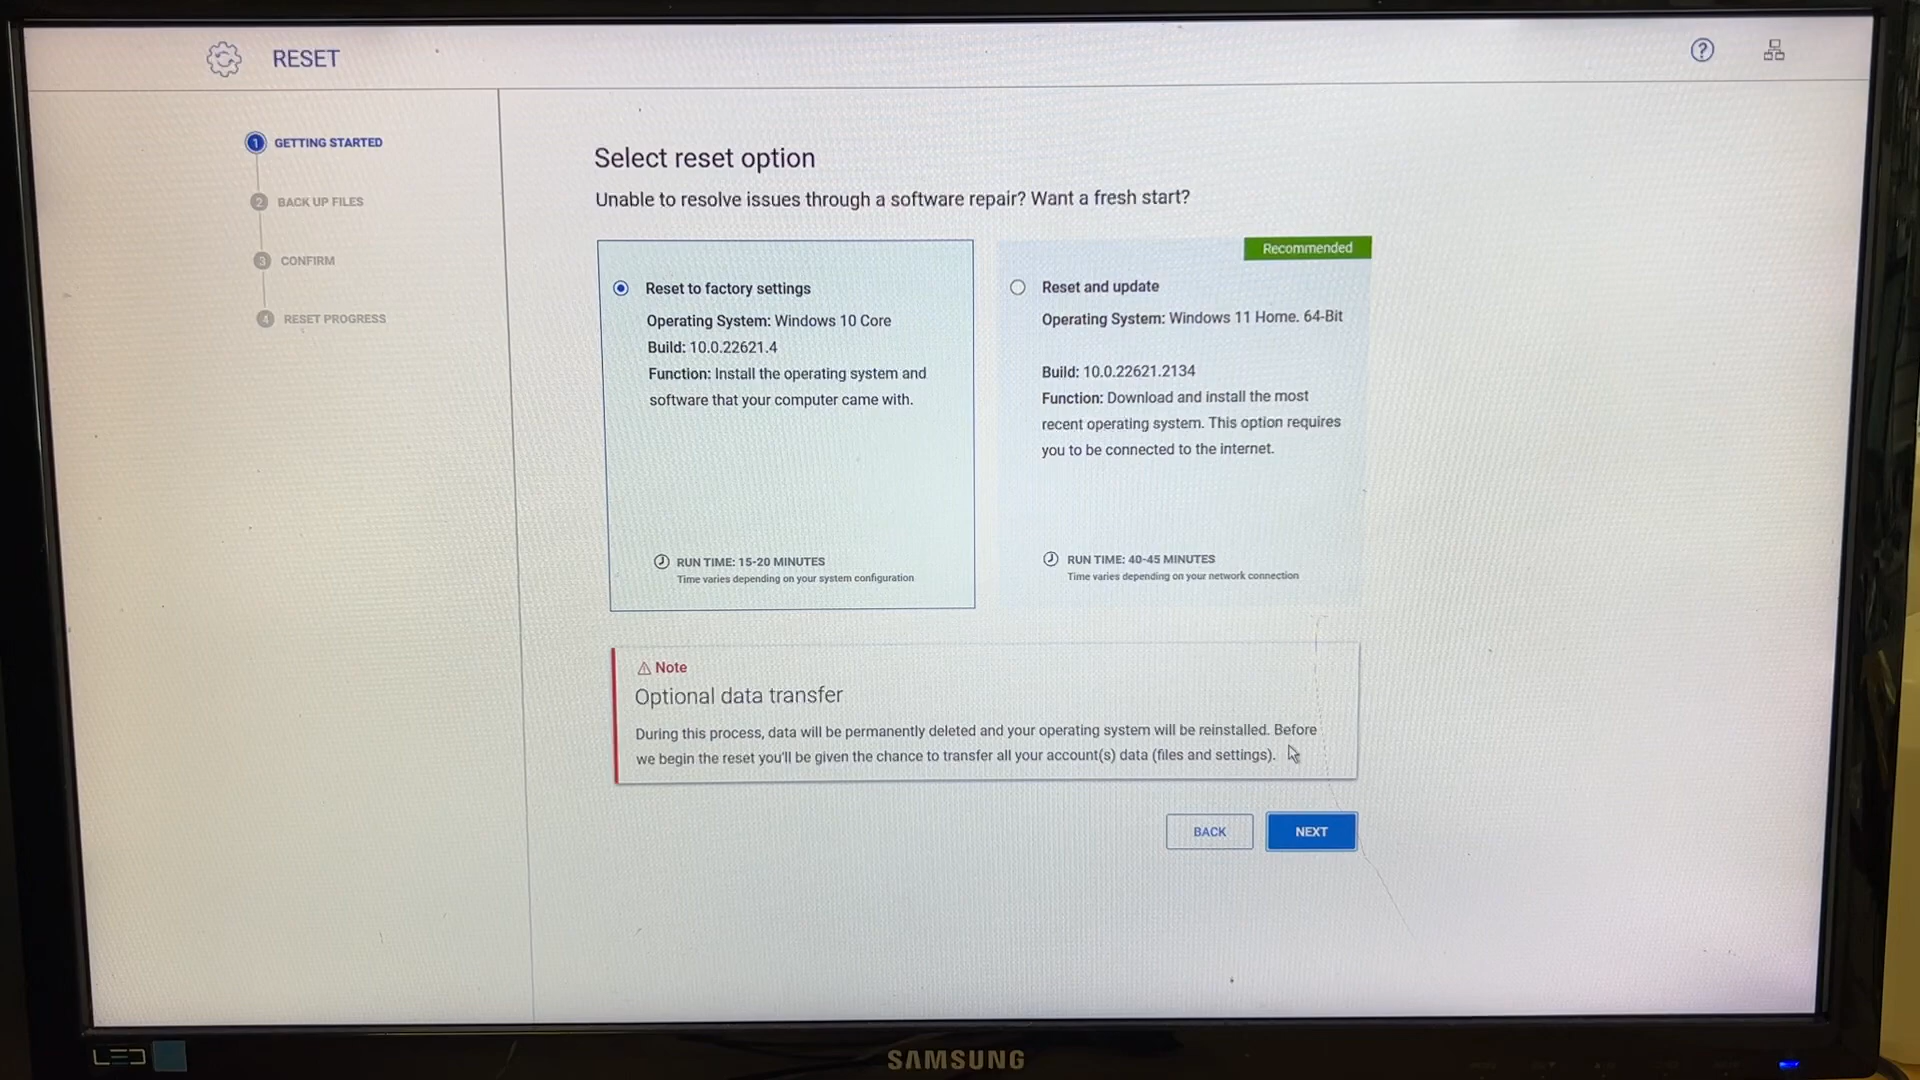 RESET
?
1 GETTING STARTED
2 BACK UP FILES
3 CONFIRM
4 RESET PROGRESS
Select reset option
Unable to resolve issues through a software repair? Want a fresh start?
Reset to factory settings
Operating System: Windows 10 Core
Build: 10.0.22621.4
Function: Install the operating system and
software that your computer came with.
RUN TIME: 15-20 MINUTES
Time varies depending on your system configuration
Recommended
Reset and update
Operating System: Windows 11 Home. 64-Bit
Build: 10.0.22621.2134
Function: Download and install the most
recent operating system. This option requires
you to be connected to the internet.
RUN TIME: 40-45 MINUTES
Time varies depending on your network connection
Note
Optional data transfer
During this process, data will be permanently deleted and your operating system will be reinstalled. Before
we begin the reset you'll be given the chance to transfer all your account(s) data (files and settings).
BACK
NEXT
LED
SAMSUNG